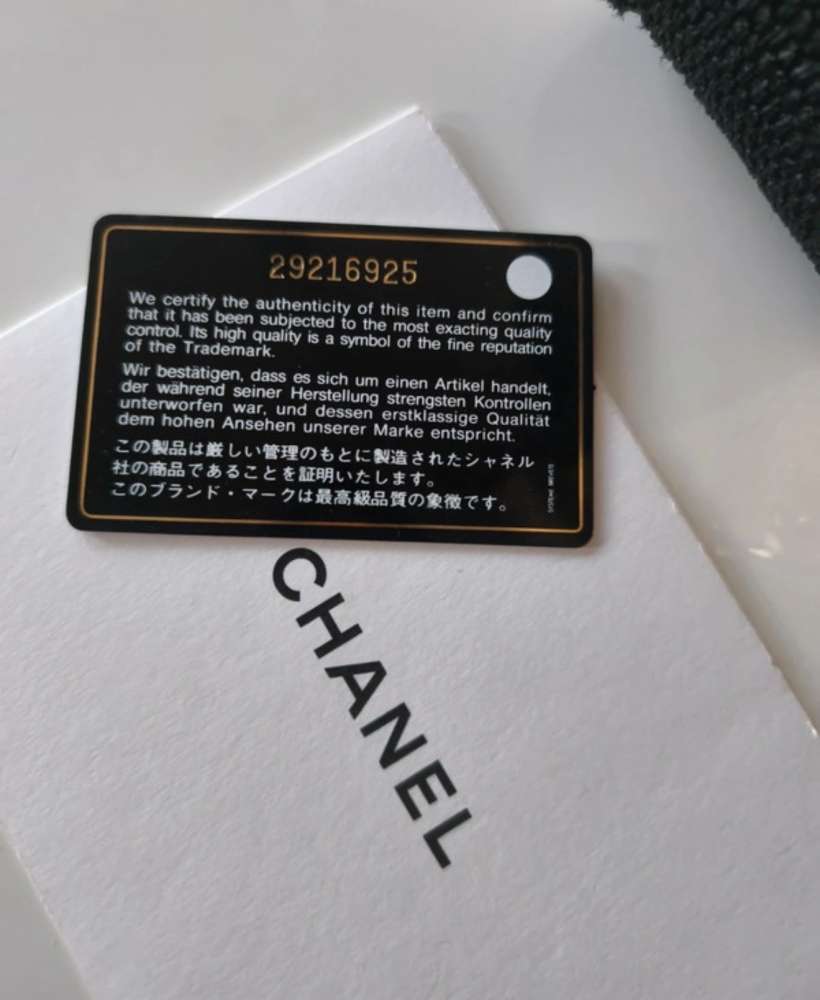 29216925
We certify the authenticity of this item and confirm
that it has been subjected to the most exacting quality
control. Its high quality is a symbol of the fine reputation
of the Trademark.
Wir bestätigen, dass es sich um einen Artikel handelt,
der während seiner Herstellung strengsten Kontrollen
unterworfen war, und dessen erstklassige Qualität
dem hohen Ansehen unserer Marke entspricht.
この製品は厳しい管理のもとに製造されたシャネル
社の商品であることを証明いたします。
このブランド・マークは最高級品質の象徴です。
SYSTEME BREVETE
CHANEL